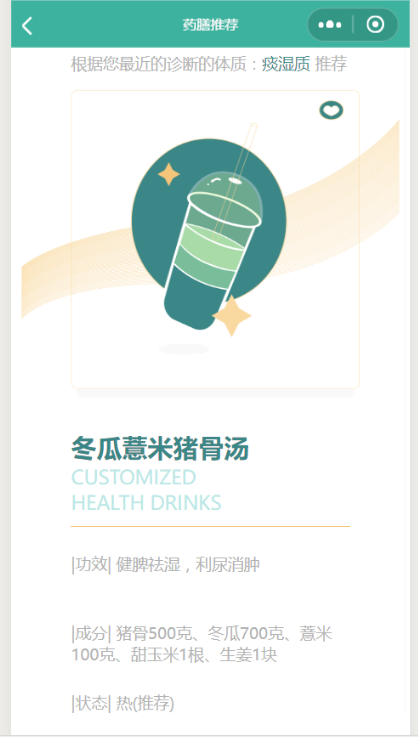 药膳推荐
根据您最近的诊断的体质：痰湿质 推荐
冬瓜薏米猪骨汤
CUSTOMIZED
HEALTH DRINKS
|功效| 健脾祛湿，利尿消肿
|成分| 猪骨500克、冬瓜700克、薏米
100克、甜玉米1根、生姜1块
|状态| 热(推荐)